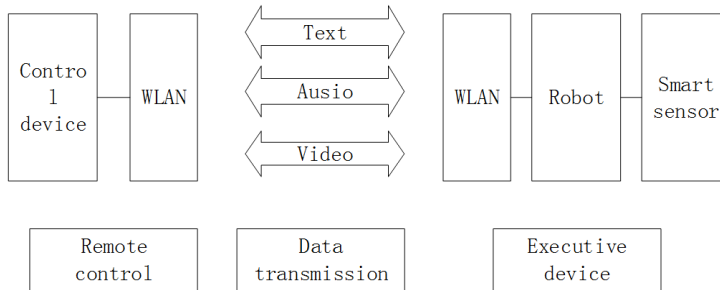 Contro
l
device
WLAN
Text
Ausio
Video
WLAN
Robot
Smart
sensor
Remote
control
Data
transmission
Executive
device